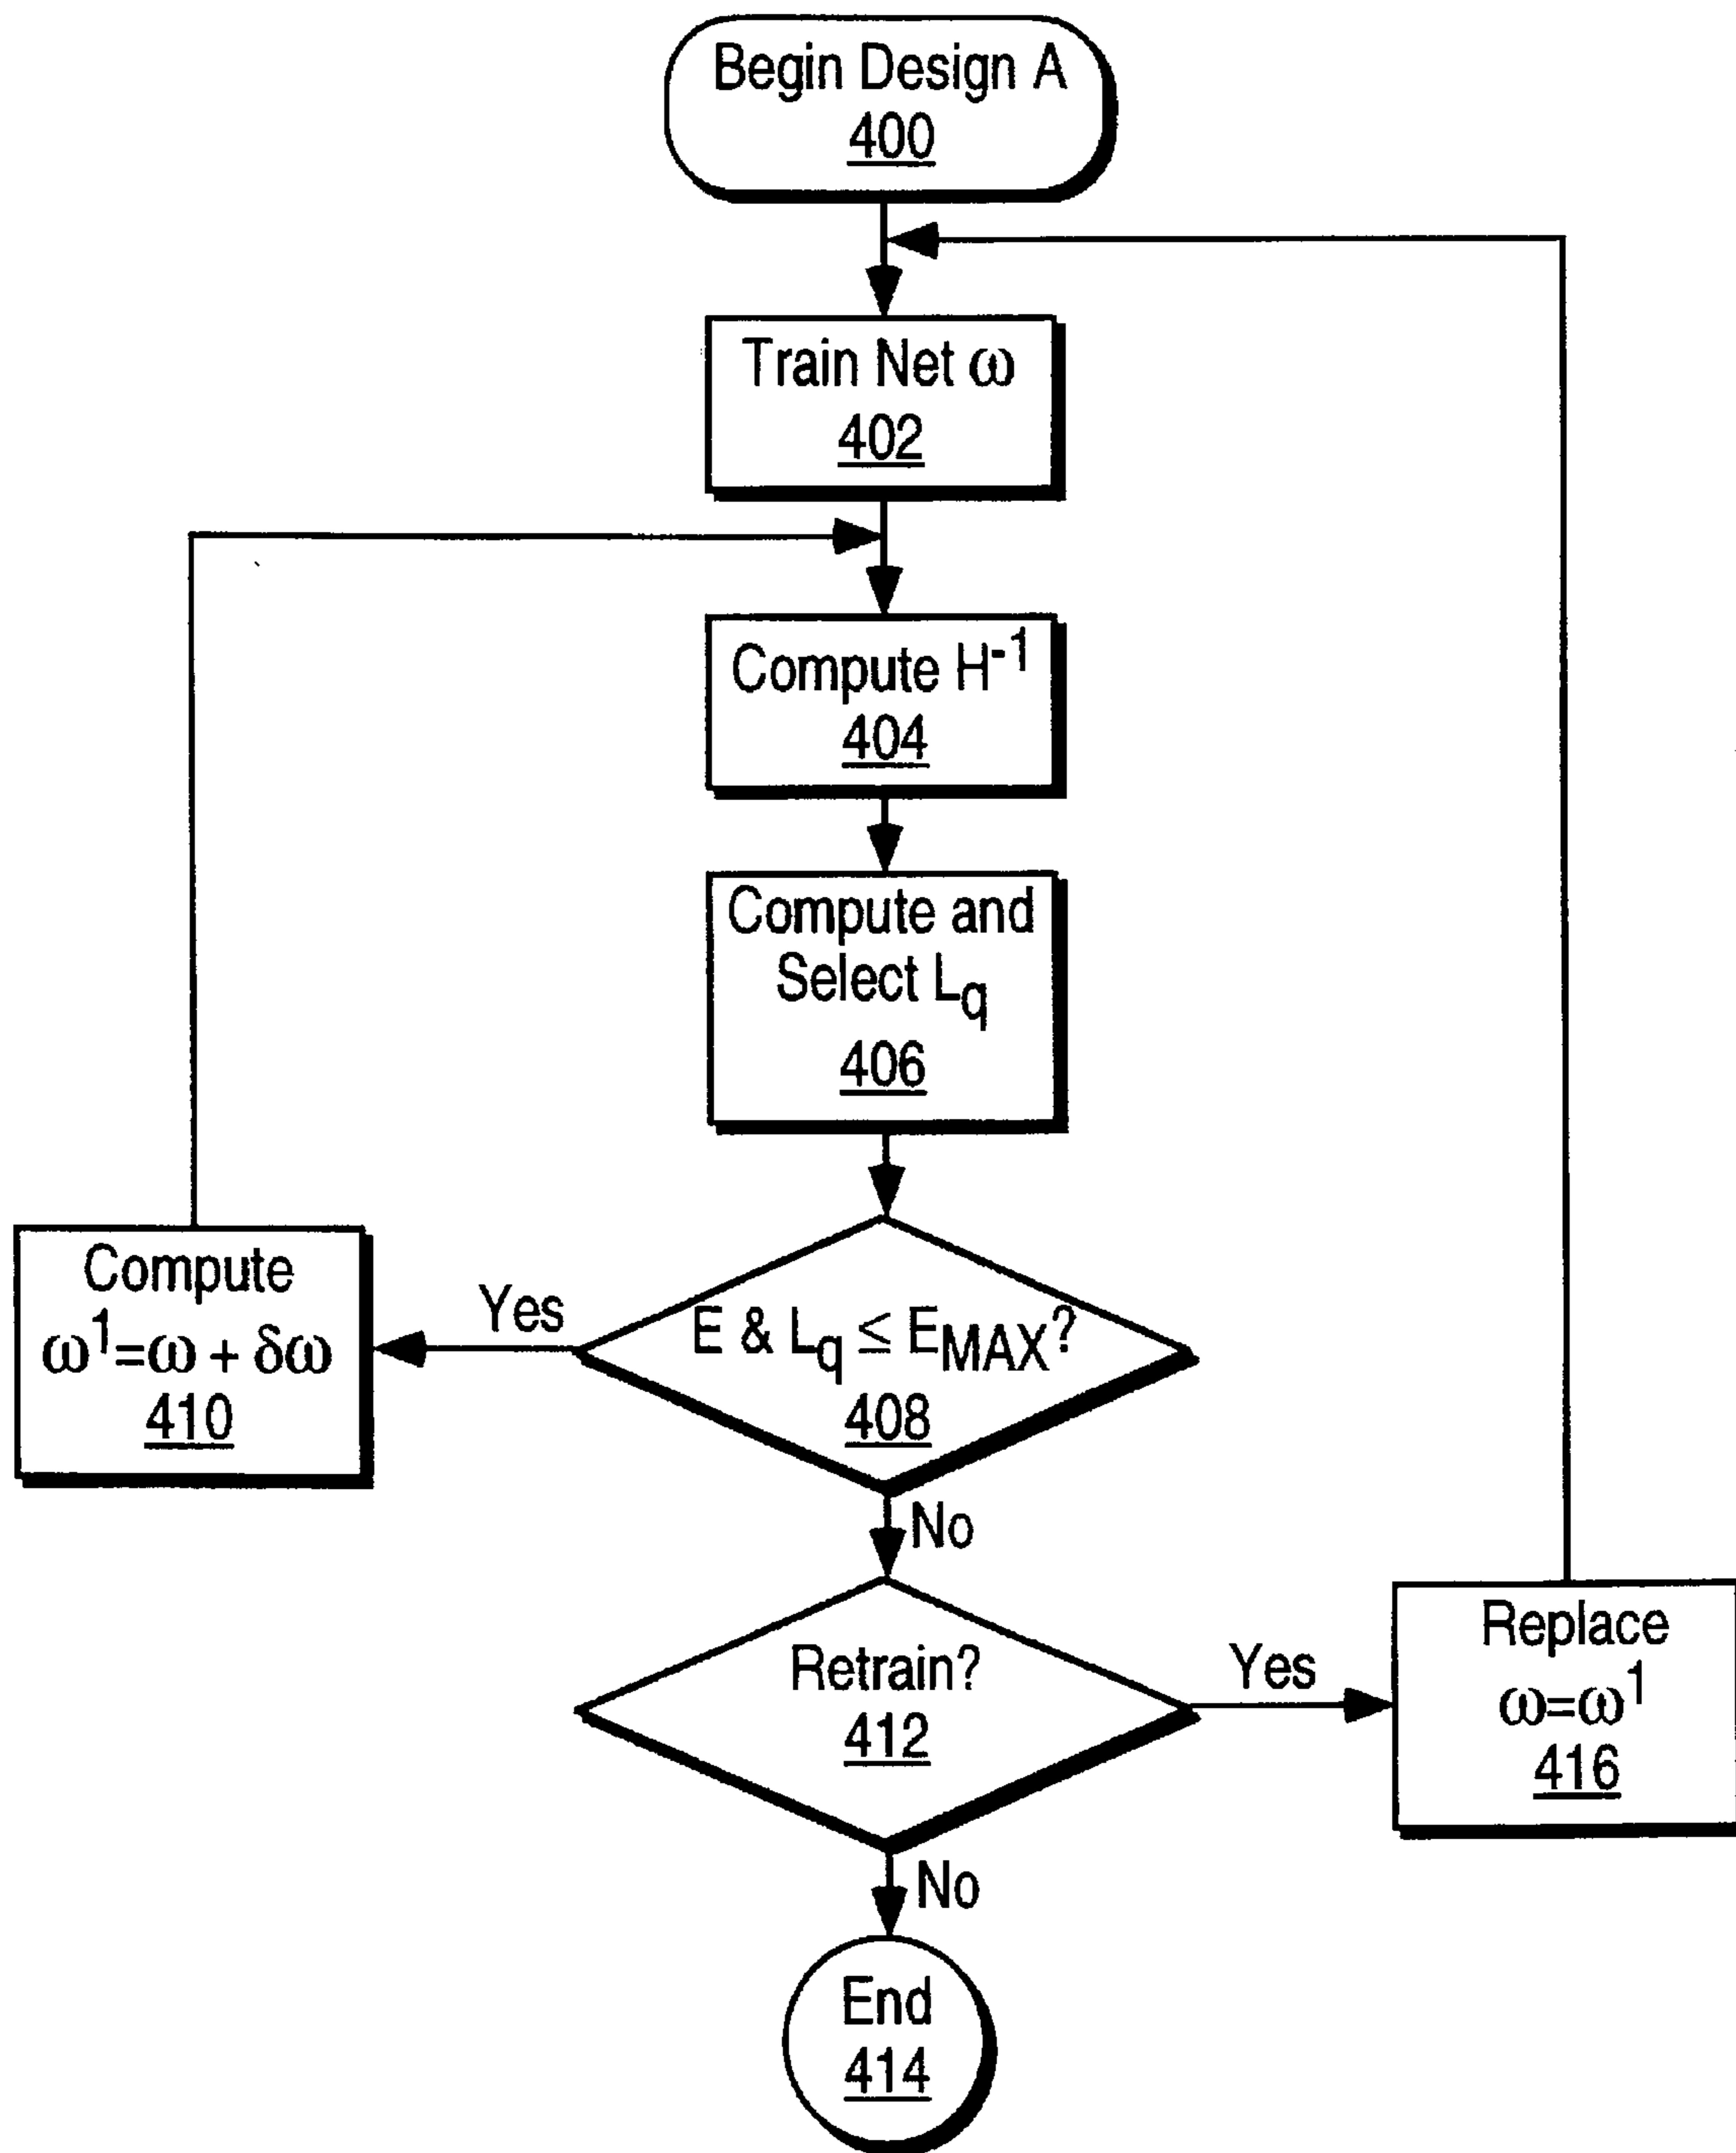 Begin Design A
400
Train Net ω
402
Compute H⁻¹
404
Compute and
Select Lq
406
E & Lq ≤ EMAX?
408
Yes
Compute
ω¹=ω + δω
410
No
Retrain?
412
Yes
Replace
ω=ω¹
416
No
End
414